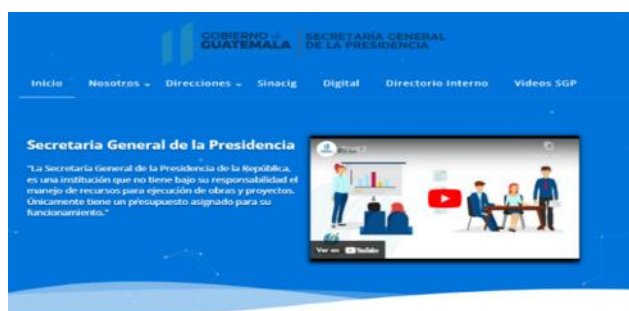 GOBIERNO de
GUATEMALA
SECRETARÍA GENERAL
DE LA PRESIDENCIA
Inicio Nosotros Direcciones Sinacig Digital Directorio Interno Videos SGP
Secretaria General de la Presidencia
"La Secretaría General de la Presidencia de la República,
es una institución que no tiene bajo su responsabilidad el
manejo de recursos para ejecución de obras y proyectos.
Únicamente tiene un presupuesto asignado para su
funcionamiento."
Ver en YouTube